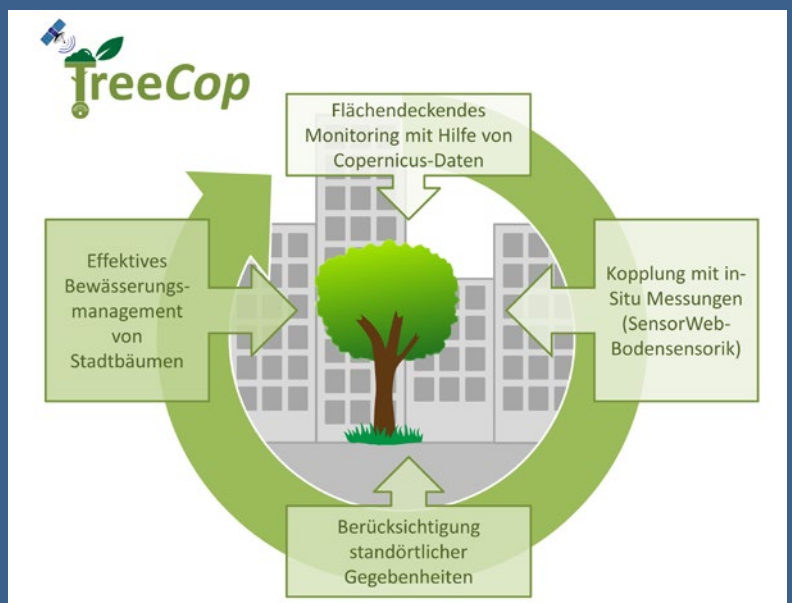 TreeCop
Flächendeckendes
Monitoring mit Hilfe von
Copernicus-Daten
Effektives
Bewässerungs-
management
von
Stadtbäumen
Kopplung mit in-
Situ Messungen
(SensorWeb-
Bodensensorik)
Berücksichtigung
standörtlicher
Gegebenheiten